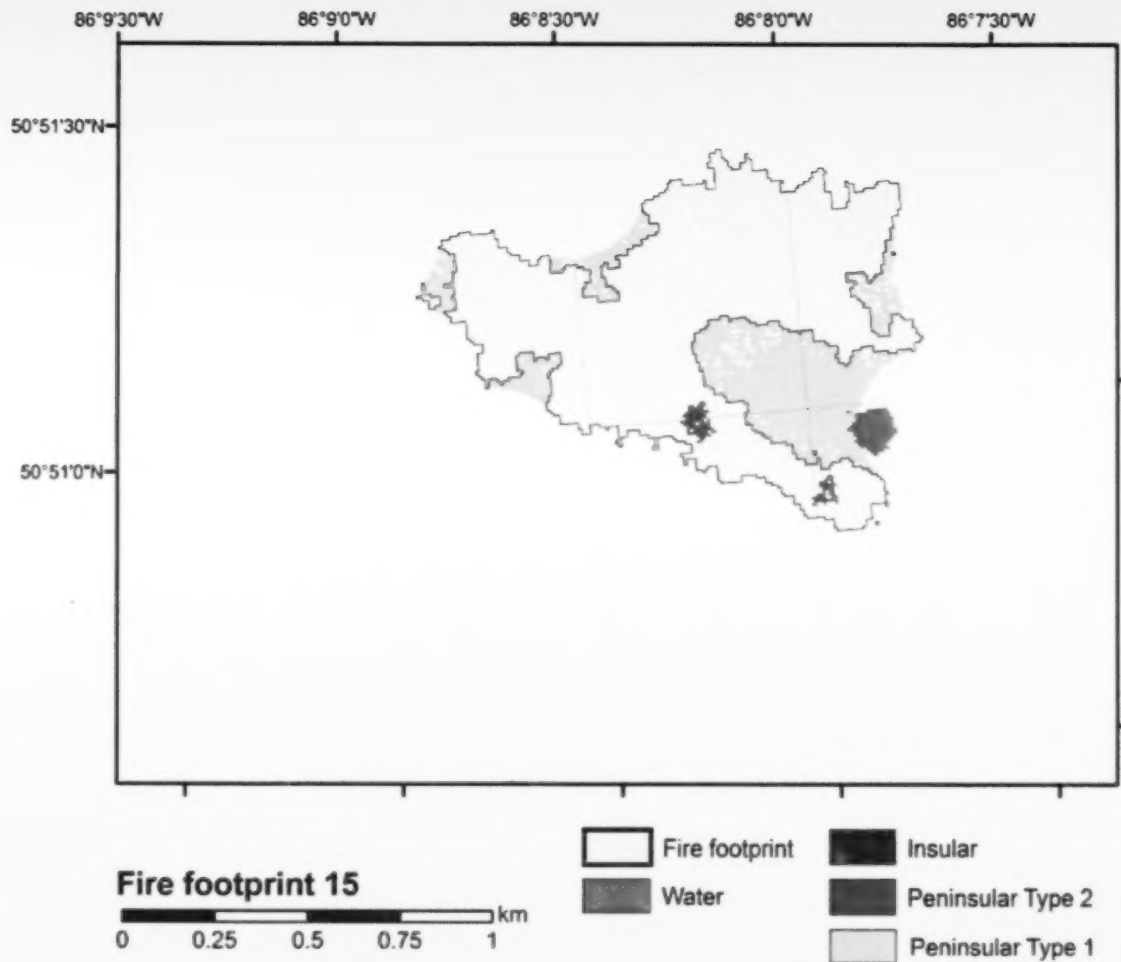 86°9'30"W 86°9'0"W 86°8'30"W 86°8'0"W 86°7'30"W
50°51'30"N
50°51'0"N
Fire footprint Insular
Fire footprint 15
Water Peninsular Type 2
km
0 0.25 0.5 0.75 1
Peninsular Type 1